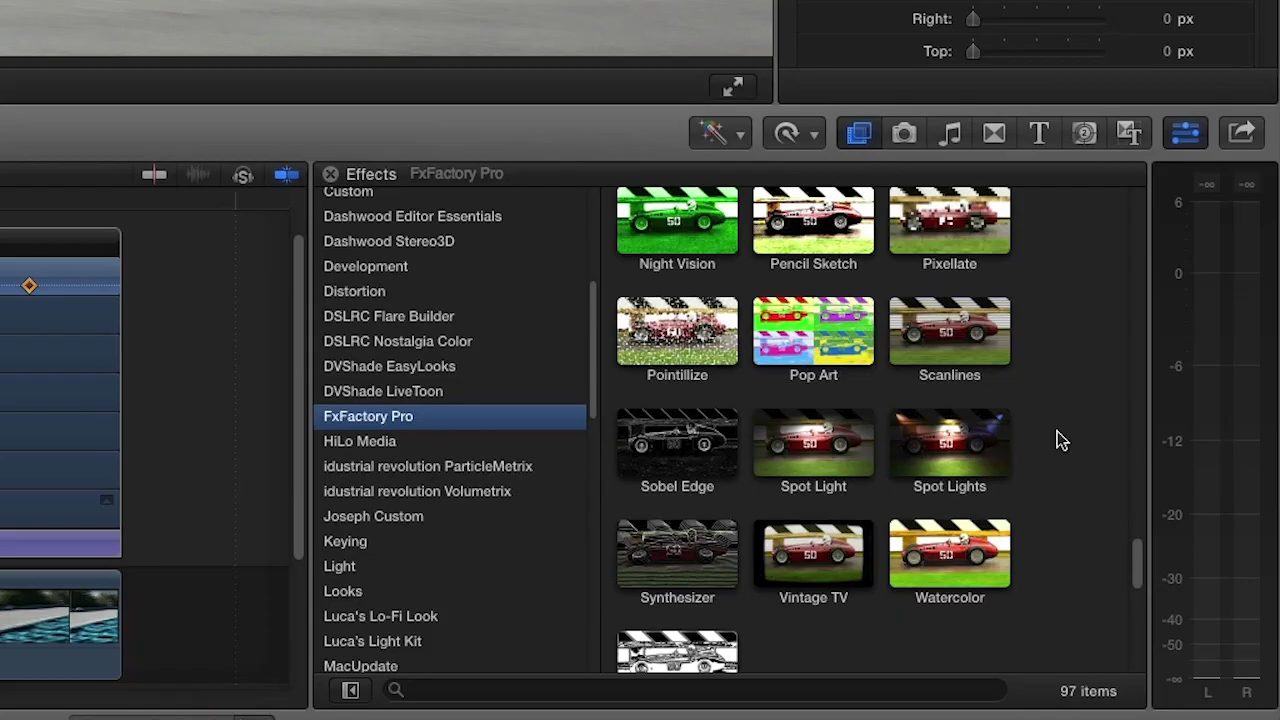 Right: 0 px
Top: 0 px
Effects FxFactory Pro
Custom
Dashwood Editor Essentials
Dashwood Stereo3D
Development
Distortion
DSLRC Flare Builder
DSLRC Nostalgia Color
DVShade EasyLooks
DVShade LiveToon
FxFactory Pro
HiLo Media
idustrial revolution ParticleMetrix
idustrial revolution Volumetrix
Joseph Custom
Keying
Light
Looks
Luca's Lo-Fi Look
Luca's Light Kit
MacUpdate
Night Vision Pencil Sketch Pixellate
Pointillize Pop Art Scanlines
Sobel Edge Spot Light Spot Lights
Synthesizer Vintage TV Watercolor
97 items
-∞ -∞
6
0
-6
-12
-20
-30
-40
-50
-∞
L R